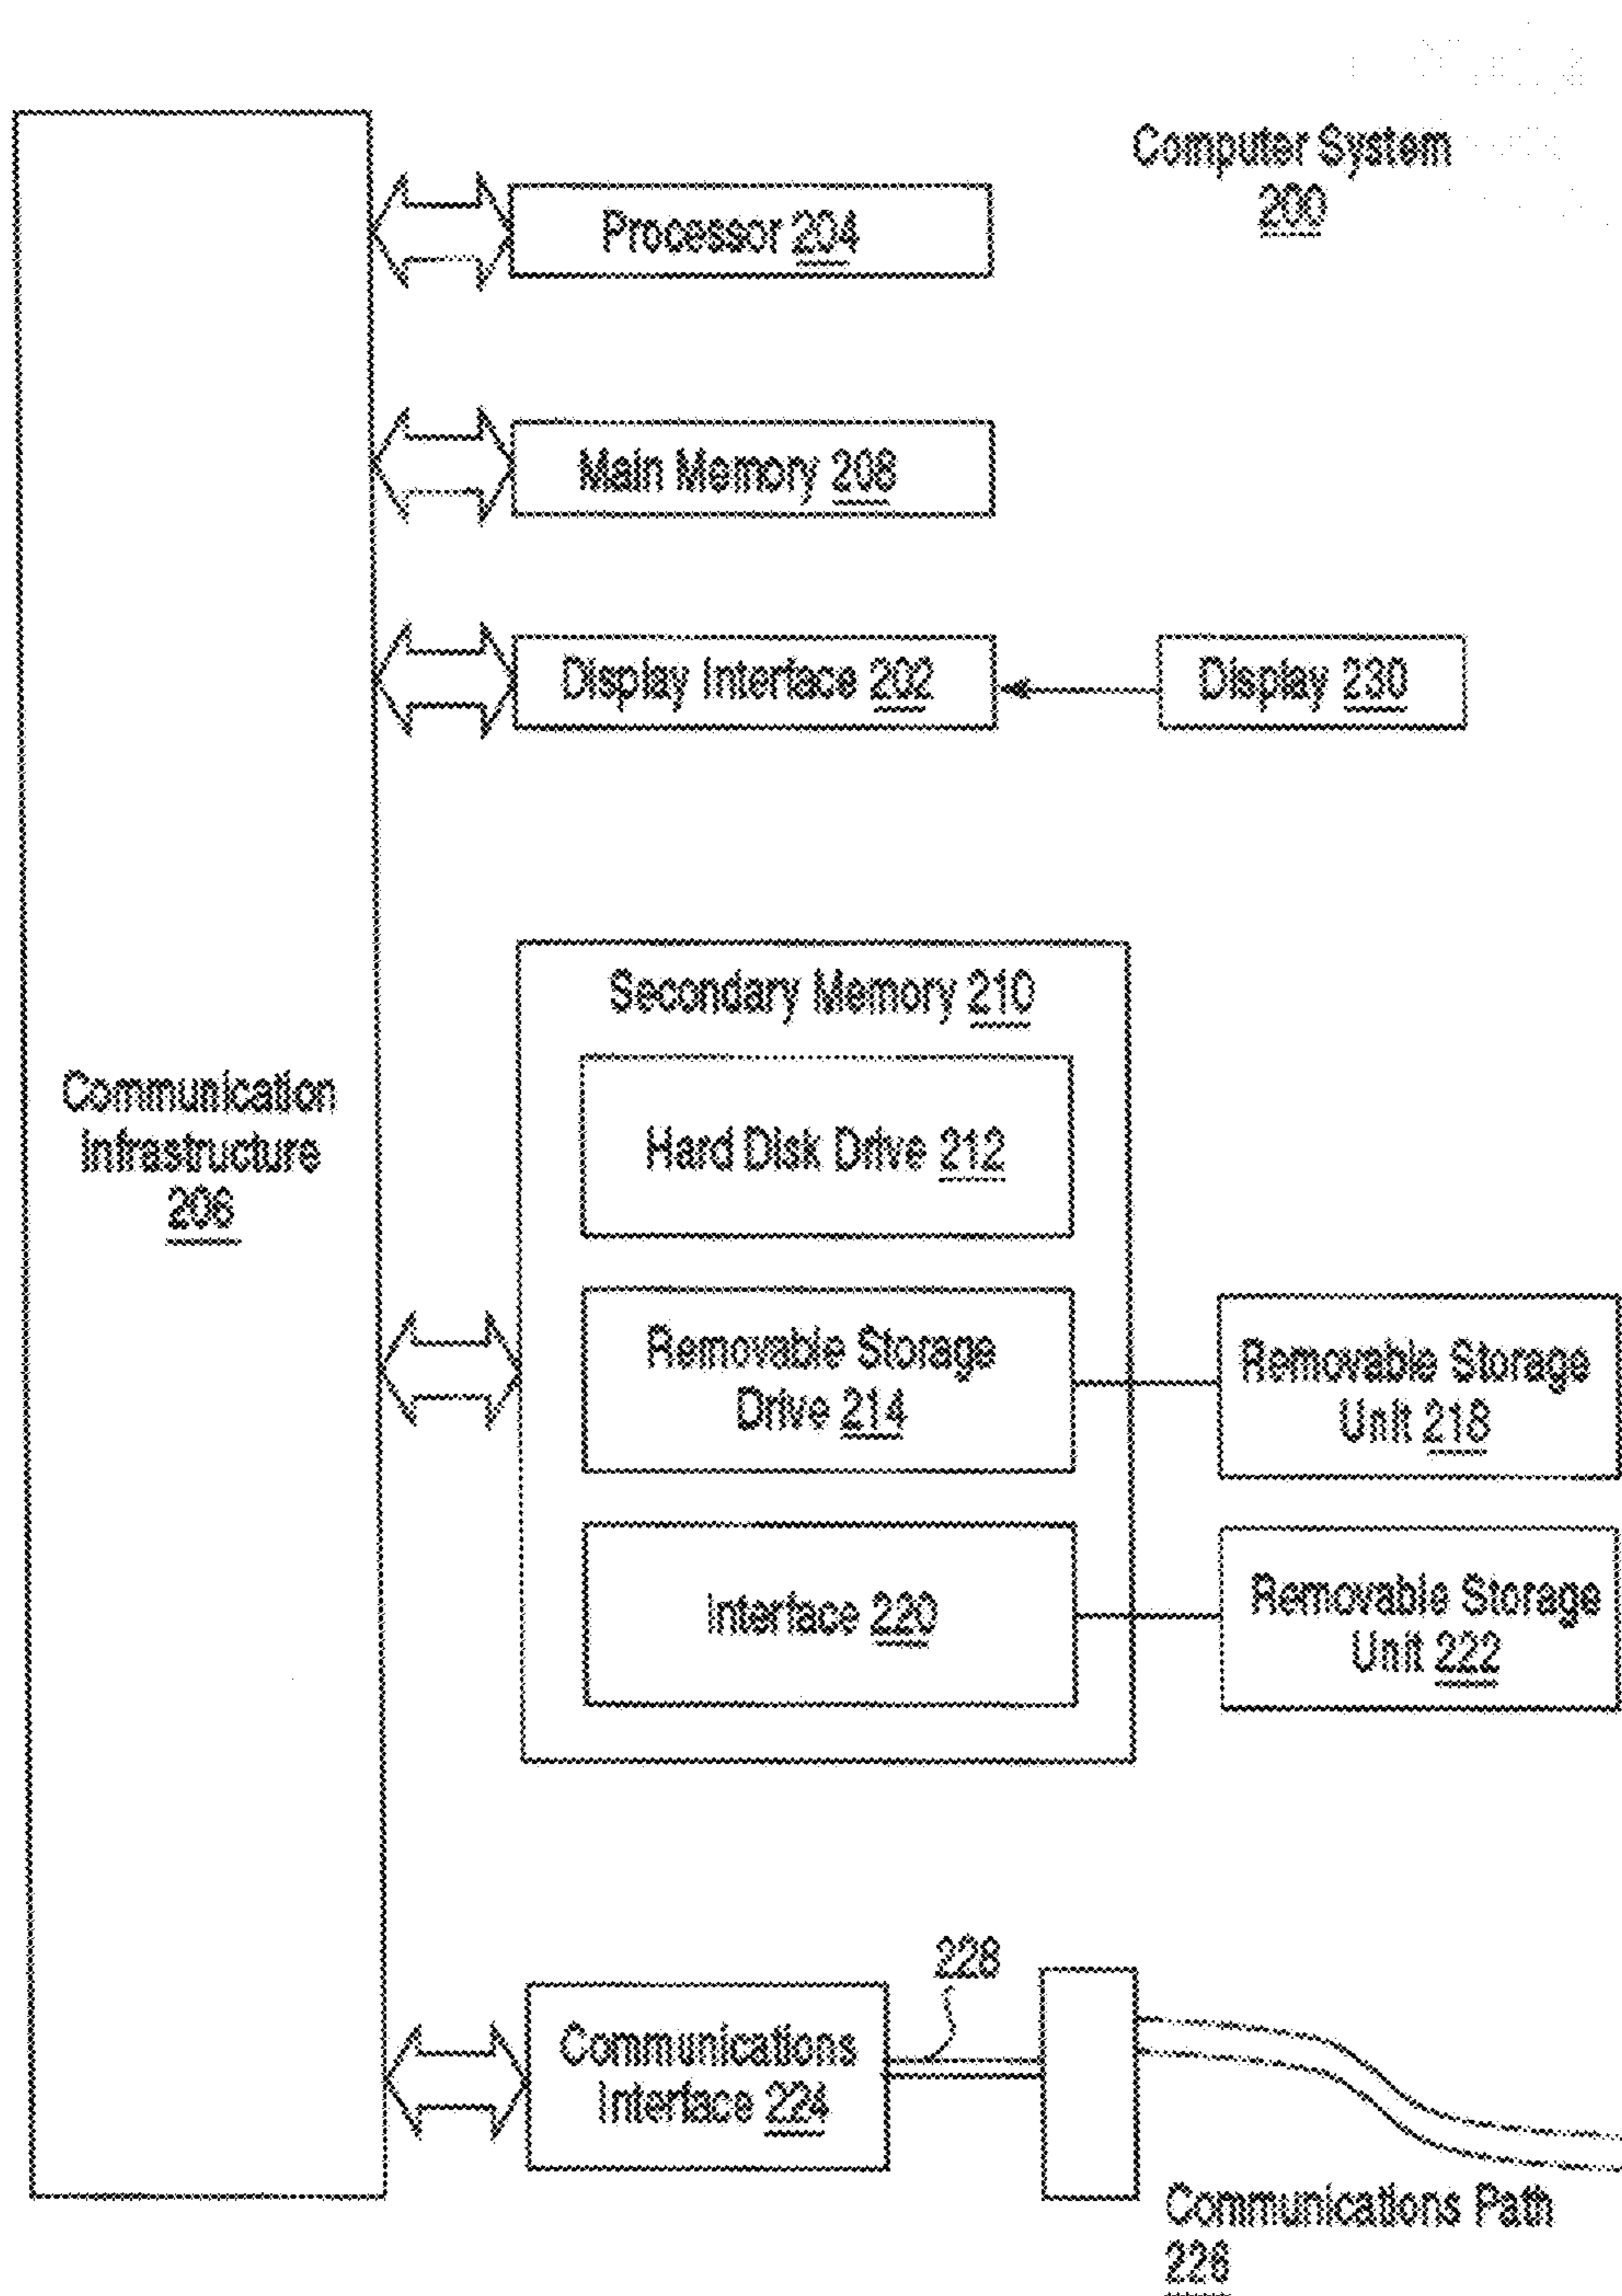 Computer System
200
Processor 204
Main Memory 208
Display Interface 202
Display 230
Secondary Memory 210
Hard Disk Drive 212
Communication
Infrastructure
206
Removable Storage
Drive 214
Removable Storage
Unit 218
Interface 220
Removable Storage
Unit 222
228
Communications
Interface 224
Communications Path
226